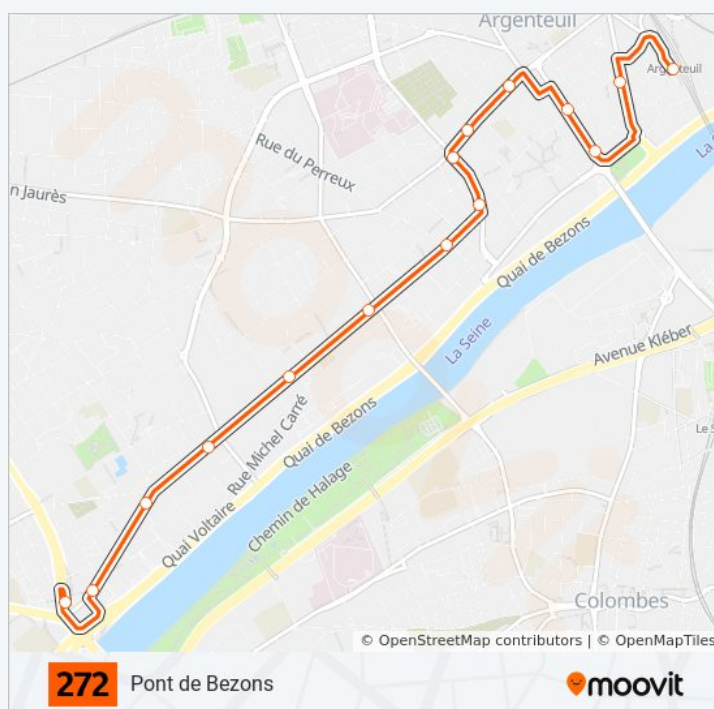 Argenteuil
Argenteuil
La S
Rue du Perreux
n Jaurès
Quai de Bezons
La Seine
Avenue Kléber
Le S
Rue Michel Carré
Quai de Bezons
Chemin de Halage
Quai Voltaire
Colombes
© OpenStreetMap contributors | © OpenMapTiles
272 Pont de Bezons moovit